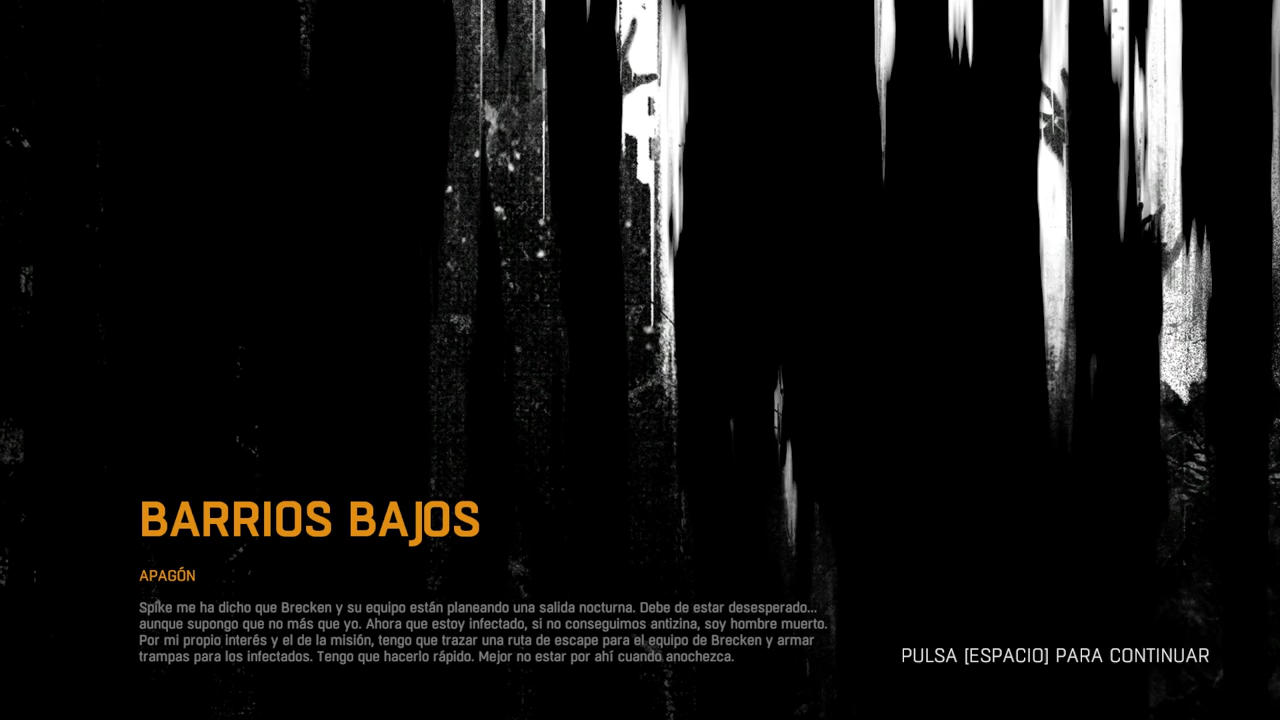 BARRIOS BAJOS
APAGÓN
Spike me ha dicho que Brecken y su equipo están planeando una salida nocturna. Debe de estar desesperado...
aunque supongo que no más que yo. Ahora que estoy infectado, si no conseguimos antizina, soy hombre muerto.
Por mi propio interés y el de la misión, tengo que trazar una ruta de escape para el equipo de Brecken y armar
trampas para los infectados. Tengo que hacerlo rápido. Mejor no estar por ahí cuando anochezca.
PULSA [ESPACIO] PARA CONTINUAR